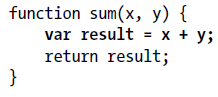 function sum(x, y) {
    var result = x + y;
    return result;
}